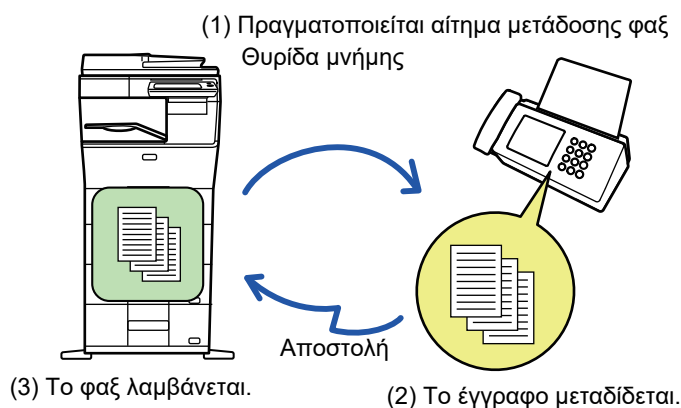 (1) Πραγματοποιείται αίτημα μετάδοσης φαξ
Θυρίδα μνήμης
Αποστολή
(3) Το φαξ λαμβάνεται.
(2) Το έγγραφο μεταδίδεται.